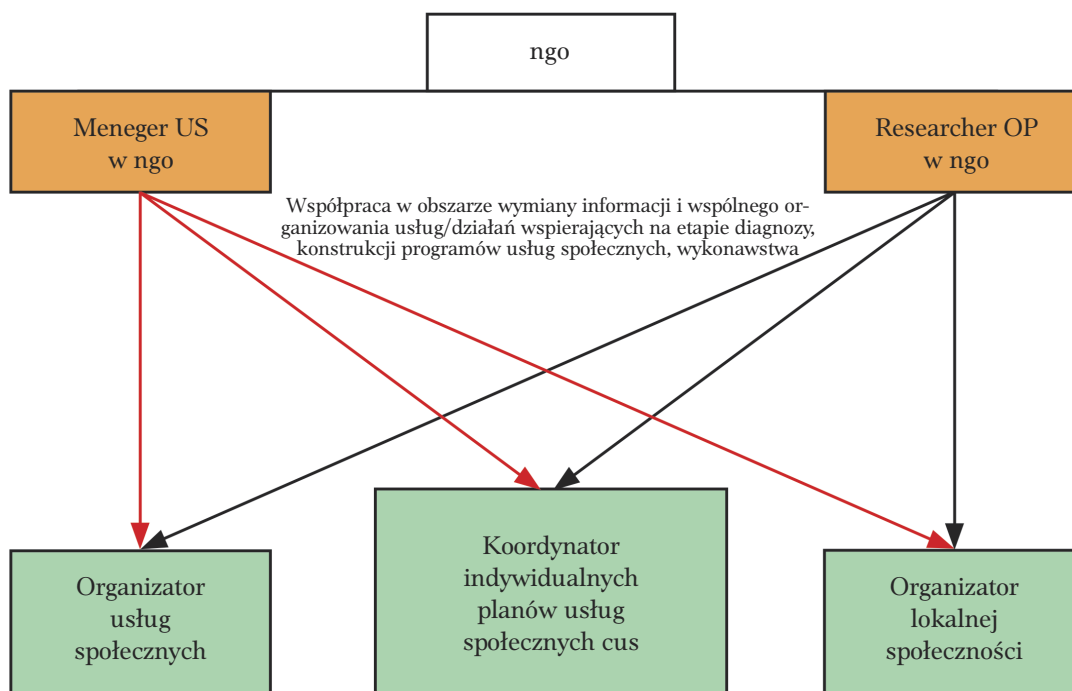 ngo
Meneger US
w ngo
Researcher OP
w ngo
Współpraca w obszarze wymiany informacji i wspólnego or-
ganizowania usług/działań wspierających na etapie diagnozy,
konstrukcji programów usług społecznych, wykonawstwa
Organizator
usług
społecznych
Koordynator
indywidualnych
planów usług
społecznych cus
Organizator
lokalnej
społeczności